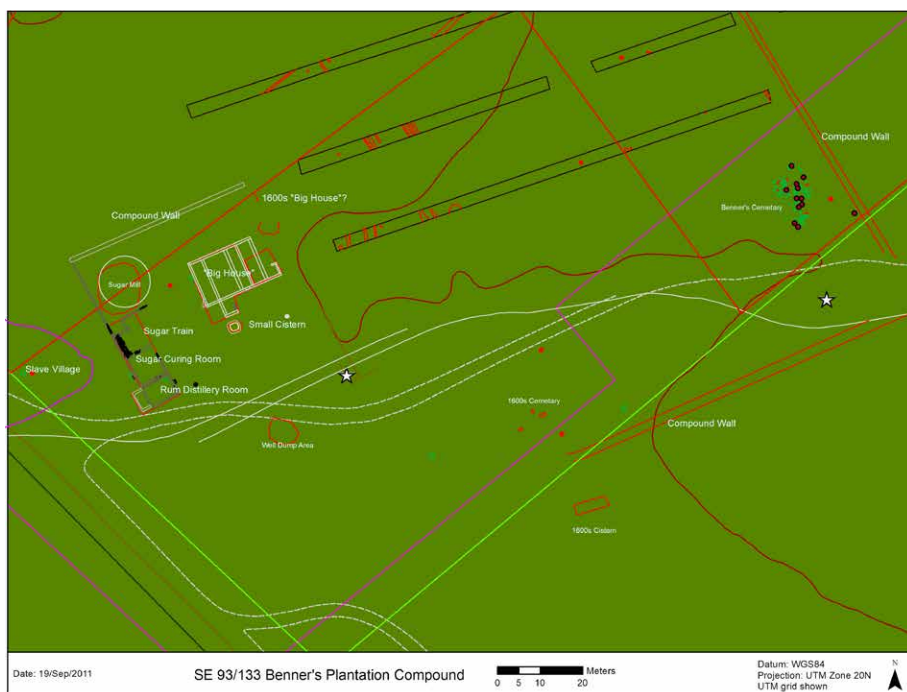 Compound Wall
1600s "Big House"?
Benner's Cemetary
Compound Wall
"Big House"
Sugar Mill
Small Cistern
Sugar Train
Sugar Curing Room
Slave Village
Rum Distillery Room
1600s Cemetary
Compound Wall
Well Dump Area
1600s Cistern
Date: 19/Sep/2011
SE 93/133 Benner's Plantation Compound
Meters
0 5 10 20
Datum: WGS84
Projection: UTM Zone 20N
UTM grid shown
N